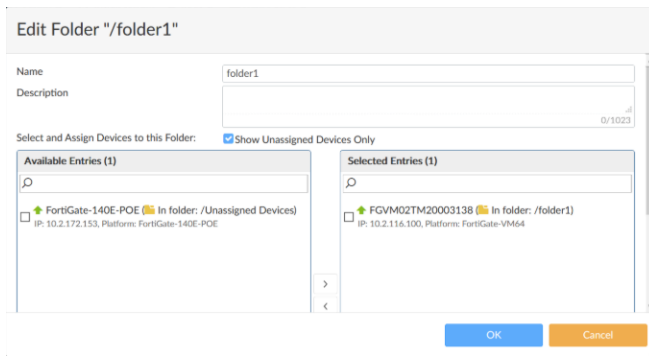 Edit Folder "/folder1"
Name
folder1
Description
0/1023
Select and Assign Devices to this Folder:
Show Unassigned Devices Only
Available Entries (1)
Selected Entries (1)
FortiGate-140E-POE (In folder: /Unassigned Devices)
IP: 10.2.172.153, Platform: FortiGate-140E-POE
FGVM02TM20003138 (In folder: /folder1)
IP: 10.2.116.100, Platform: FortiGate-VM64
>
<
OK
Cancel